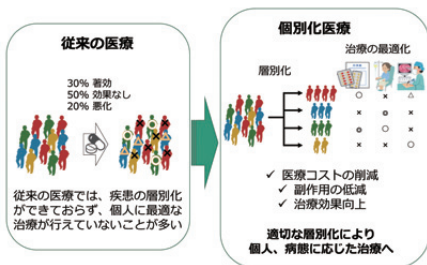 従来の医療
30% 著効
50% 効果なし
20% 悪化
従来の医療では、疾患の層別化
ができておらず、個人に最適な
治療が行えていないことが多い
個別化医療
治療の最適化
層別化
○ × △
× ◎ ×
◎ ○ ×
× × ○
✓ 医療コストの削減
✓ 副作用の低減
✓ 治療効果向上
適切な層別化により
個人、病態に応じた治療へ